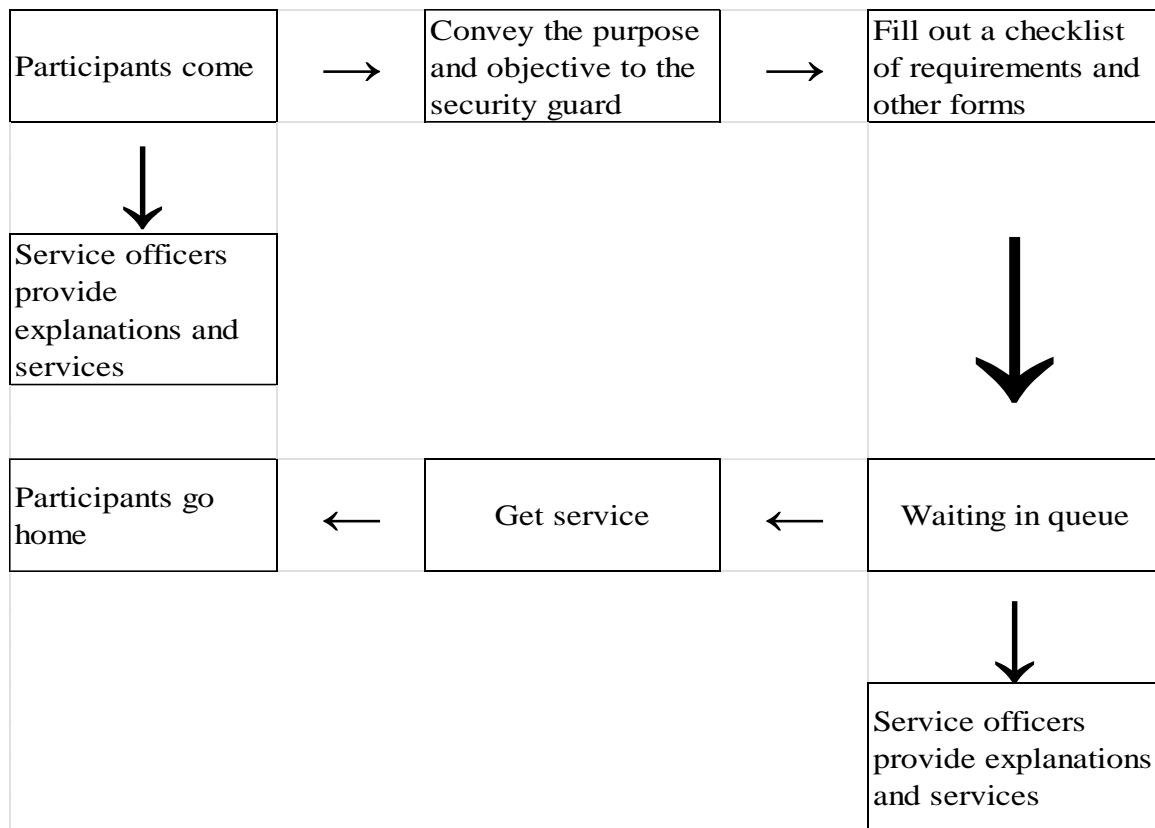 Participants come
Convey the purpose
and objective to the
security guard
Fill out a checklist
of requirements and
other forms
Service officers
provide
explanations and
services
Participants go
home
Get service
Waiting in queue
Service officers
provide explanations
and services